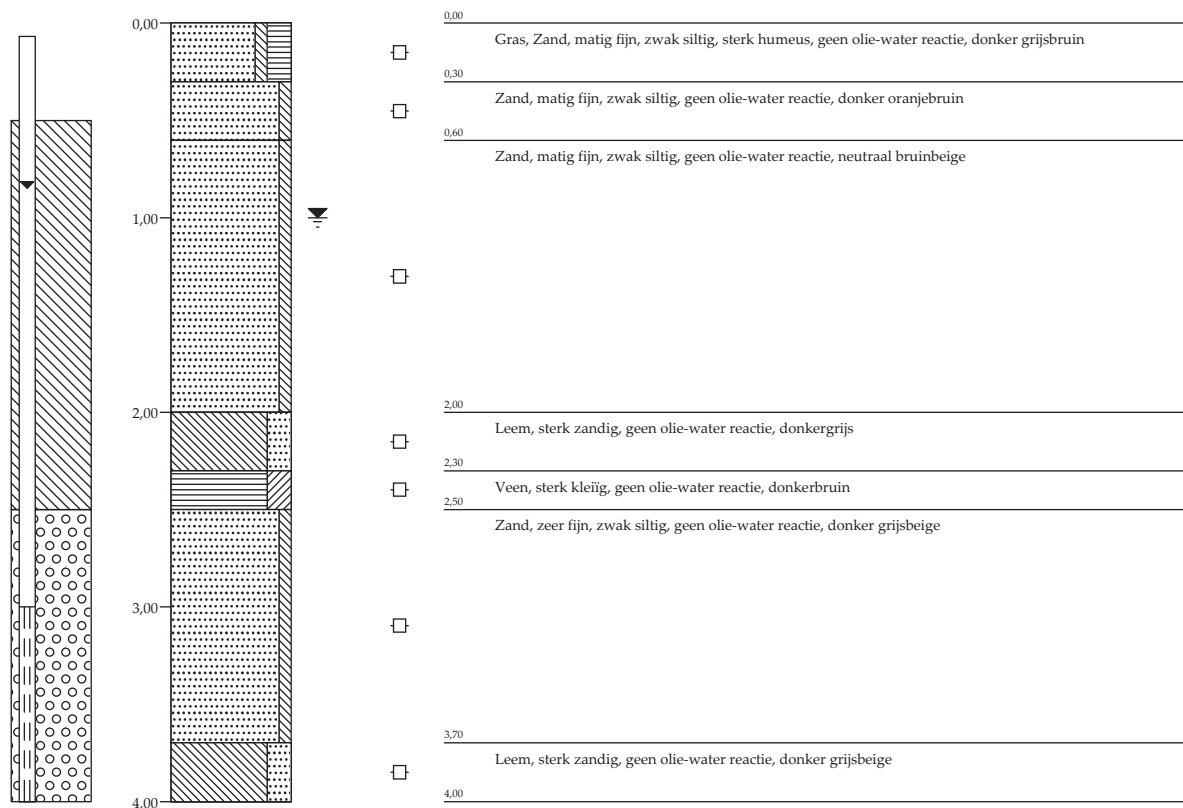 0,00
0,00
Gras, Zand, matig fijn, zwak siltig, sterk humeus, geen olie-water reactie, donker grijsbruin
0,30
Zand, matig fijn, zwak siltig, geen olie-water reactie, donker oranjebruin
0,60
Zand, matig fijn, zwak siltig, geen olie-water reactie, neutraal bruinbeige
1,00
2,00
2,00
Leem, sterk zandig, geen olie-water reactie, donkergrijs
2,30
Veen, sterk kleiïg, geen olie-water reactie, donkerbruin
2,50
Zand, zeer fijn, zwak siltig, geen olie-water reactie, donker grijsbeige
3,00
3,70
Leem, sterk zandig, geen olie-water reactie, donker grijsbeige
4,00
4,00